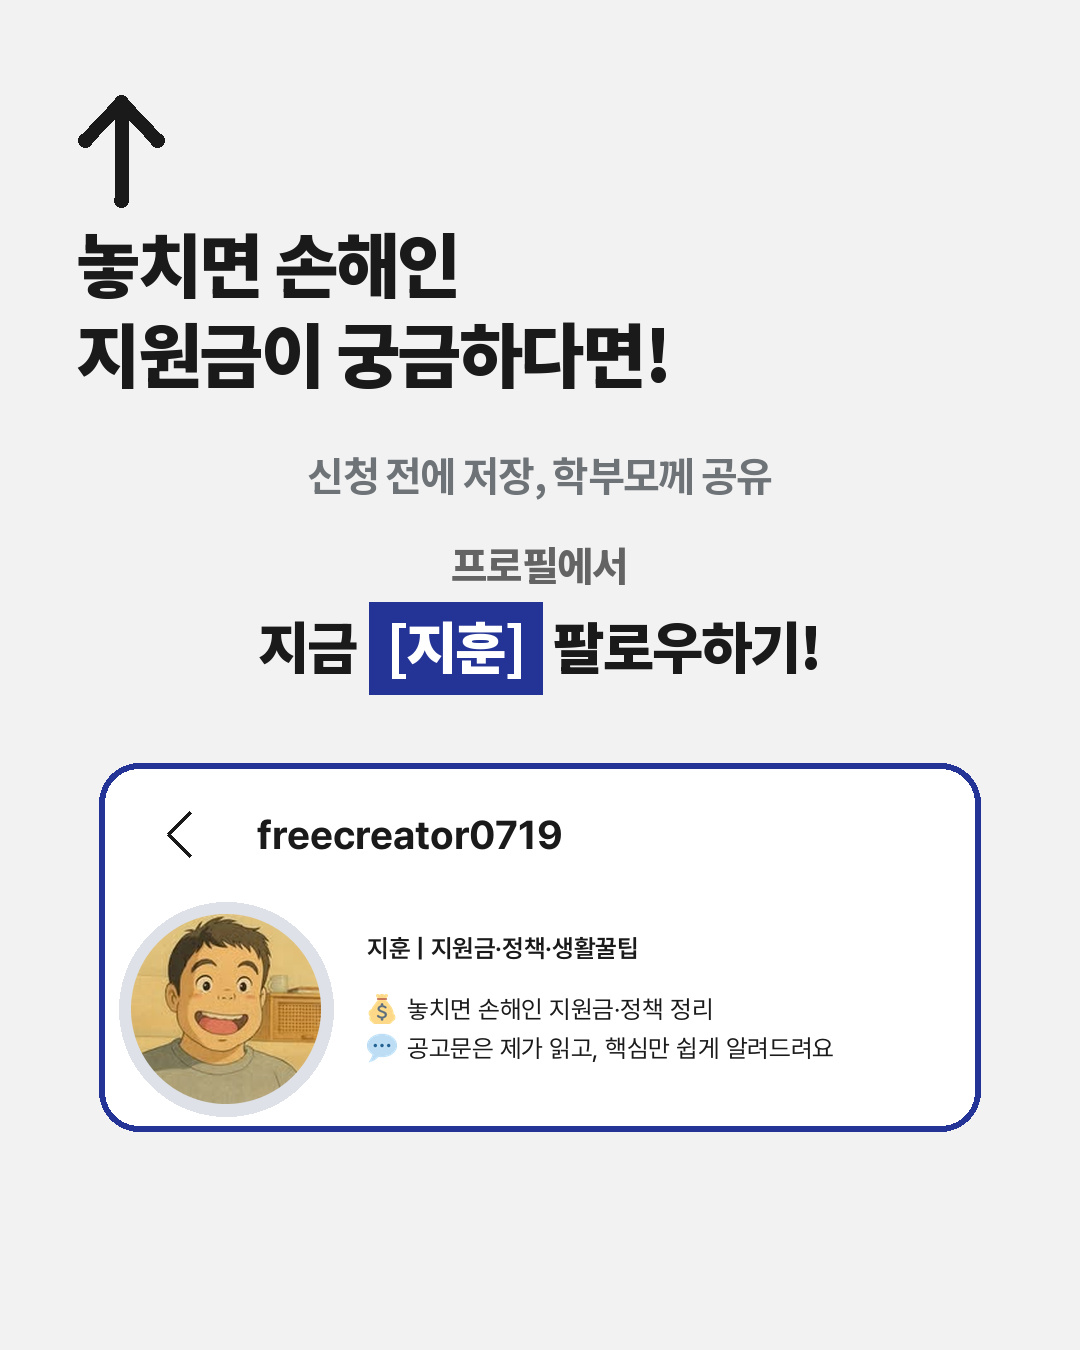 놓치면 손해인
지원금이 궁금하다면!
신청 전에 저장, 학부모께 공유
프로필에서
지금 [지훈] 팔로우하기!
freecreator0719
지훈 | 지원금·정책·생활꿀팁
💰 놓치면 손해인 지원금·정책 정리
💬 공고문은 제가 읽고, 핵심만 쉽게 알려드려요